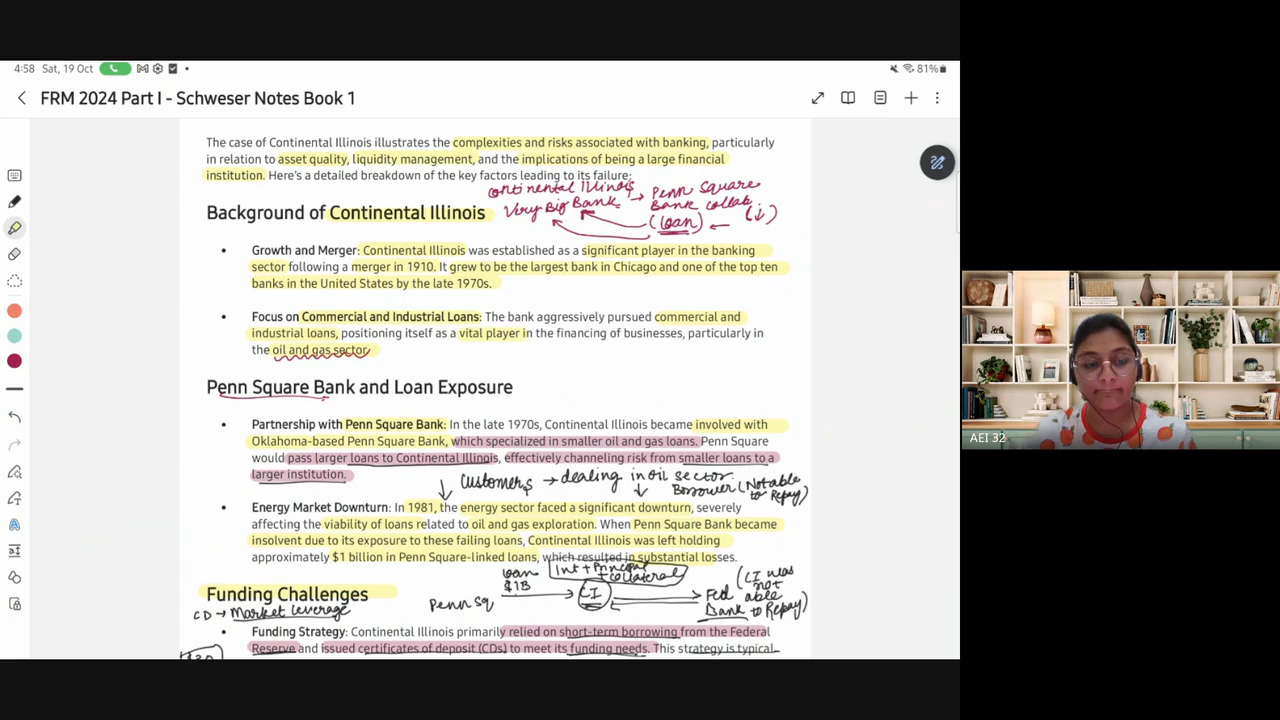 4:58 Sat, 19 Oct
81%
FRM 2024 Part I - Schweser Notes Book 1
The case of Continental Illinois illustrates the complexities and risks associated with banking, particularly
in relation to asset quality, liquidity management, and the implications of being a large financial
institution. Here's a detailed breakdown of the key factors leading to its failure:
Continental Illinois → Penn Square
Very Big Bank Bank collab
(loan) ← (↓)
Background of Continental Illinois
• Growth and Merger: Continental Illinois was established as a significant player in the banking
sector following a merger in 1910. It grew to be the largest bank in Chicago and one of the top ten
banks in the United States by the late 1970s.
• Focus on Commercial and Industrial Loans: The bank aggressively pursued commercial and
industrial loans, positioning itself as a vital player in the financing of businesses, particularly in
the oil and gas sector.
Penn Square Bank and Loan Exposure
• Partnership with Penn Square Bank: In the late 1970s, Continental Illinois became involved with
Oklahoma-based Penn Square Bank, which specialized in smaller oil and gas loans. Penn Square
would pass larger loans to Continental Illinois, effectively channeling risk from smaller loans to a
larger institution.
↓ Customers → dealing in oil sector
↓ Borrower (Not able
to Repay)
• Energy Market Downturn: In 1981, the energy sector faced a significant downturn, severely
affecting the viability of loans related to oil and gas exploration. When Penn Square Bank became
insolvent due to its exposure to these failing loans, Continental Illinois was left holding
approximately $1 billion in Penn Square-linked loans, which resulted in substantial losses.
Int + Principal
+ collateral
loan
$1B
Penn Sq → CI → Fed
Bank
(CI was
not
able
to Repay)
Funding Challenges
CD → Market leverage
• Funding Strategy: Continental Illinois primarily relied on short-term borrowing from the Federal
Reserve and issued certificates of deposit (CDs) to meet its funding needs. This strategy is typical
AEI 32